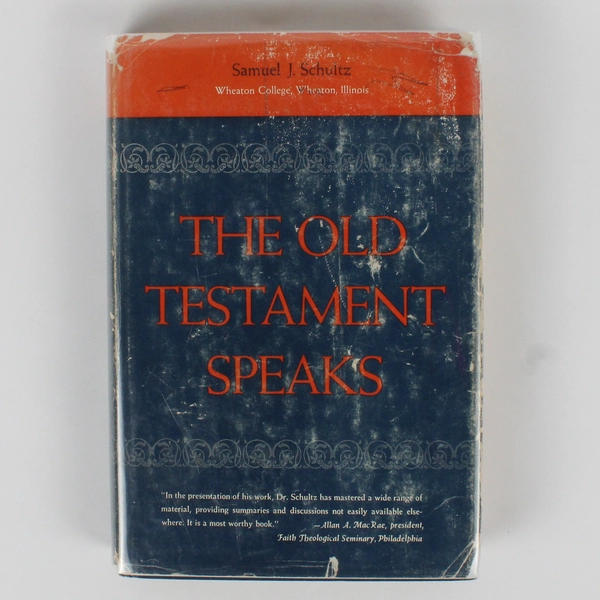 Samuel J. Schultz
Wheaton College, Wheaton, Illinois
THE OLD
TESTAMENT
SPEAKS
"In the presentation of his work, Dr. Schultz has mastered a wide range of
material, providing summaries and discussions not easily available else-
where. It is a most worthy book." —Allan A. MacRae, president,
Faith Theological Seminary, Philadelphia